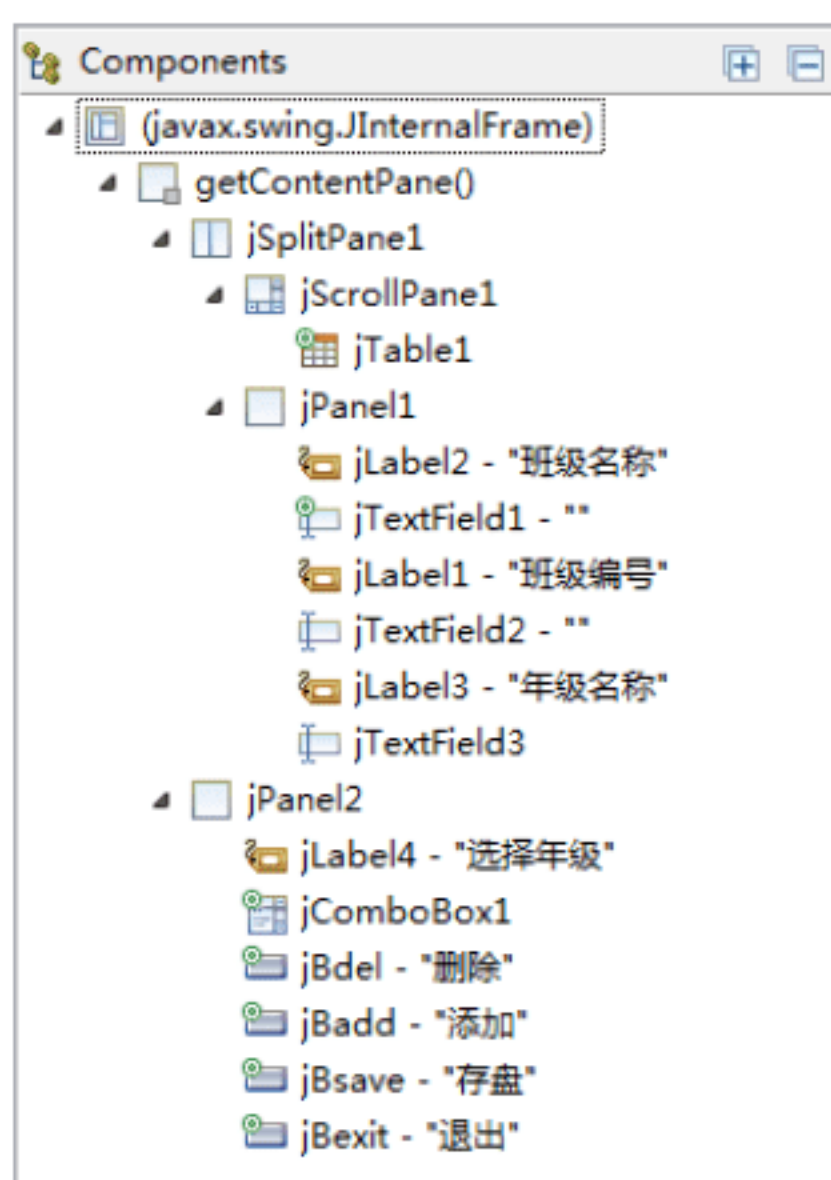 Components
(javax.swing.JInternalFrame)
getContentPane()
jSplitPane1
jScrollPane1
jTable1
jPanel1
jLabel2 - "班级名称"
jTextField1 - ""
jLabel1 - "班级编号"
jTextField2 - ""
jLabel3 - "年级名称"
jTextField3
jPanel2
jLabel4 - "选择年级"
jComboBox1
jBdel - "删除"
jBadd - "添加"
jBsave - "存盘"
jBexit - "退出"